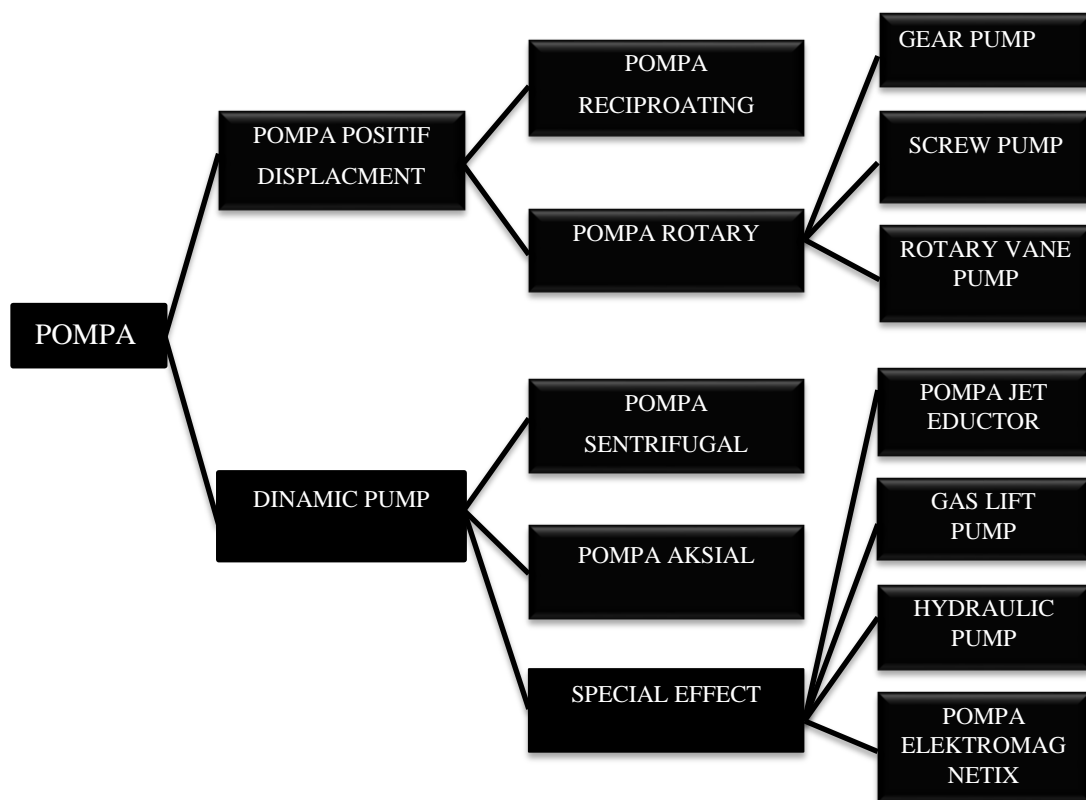 POMPA
POMPA POSITIF
DISPLACMENT
POMPA
RECIPROATING
POMPA ROTARY
GEAR PUMP
SCREW PUMP
ROTARY VANE
PUMP
DINAMIC PUMP
POMPA
SENTRIFUGAL
POMPA AKSIAL
SPECIAL EFFECT
POMPA JET
EDUCTOR
GAS LIFT
PUMP
HYDRAULIC
PUMP
POMPA
ELEKTROMAG
NETIX